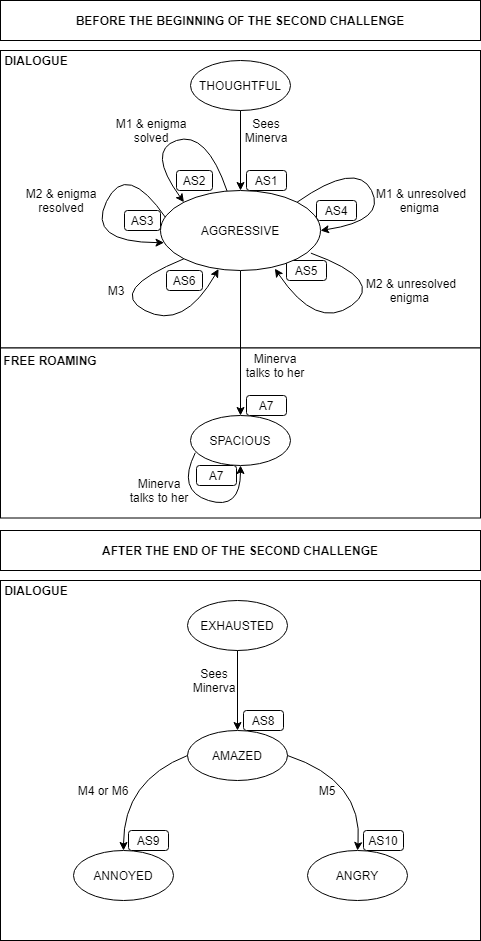 BEFORE THE BEGINNING OF THE SECOND CHALLENGE
DIALOGUE
THOUGHTFUL
Sees
Minerva
M1 & enigma
solved
AS2
AS1
M2 & enigma
resolved
AS3
AS4
M1 & unresolved
enigma
AGGRESSIVE
M3
AS6
AS5
M2 & unresolved
enigma
FREE ROAMING
Minerva
talks to her
A7
SPACIOUS
A7
Minerva
talks to her
AFTER THE END OF THE SECOND CHALLENGE
DIALOGUE
EXHAUSTED
Sees
Minerva
AS8
AMAZED
M4 or M6
M5
AS9
AS10
ANNOYED
ANGRY